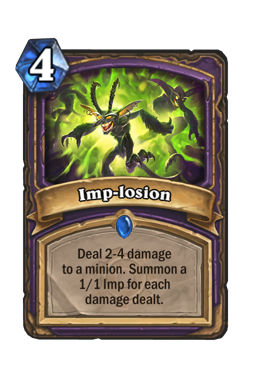 4
Imp-losion
Deal 2-4 damage
to a minion. Summon a
1/1 Imp for each
damage dealt.